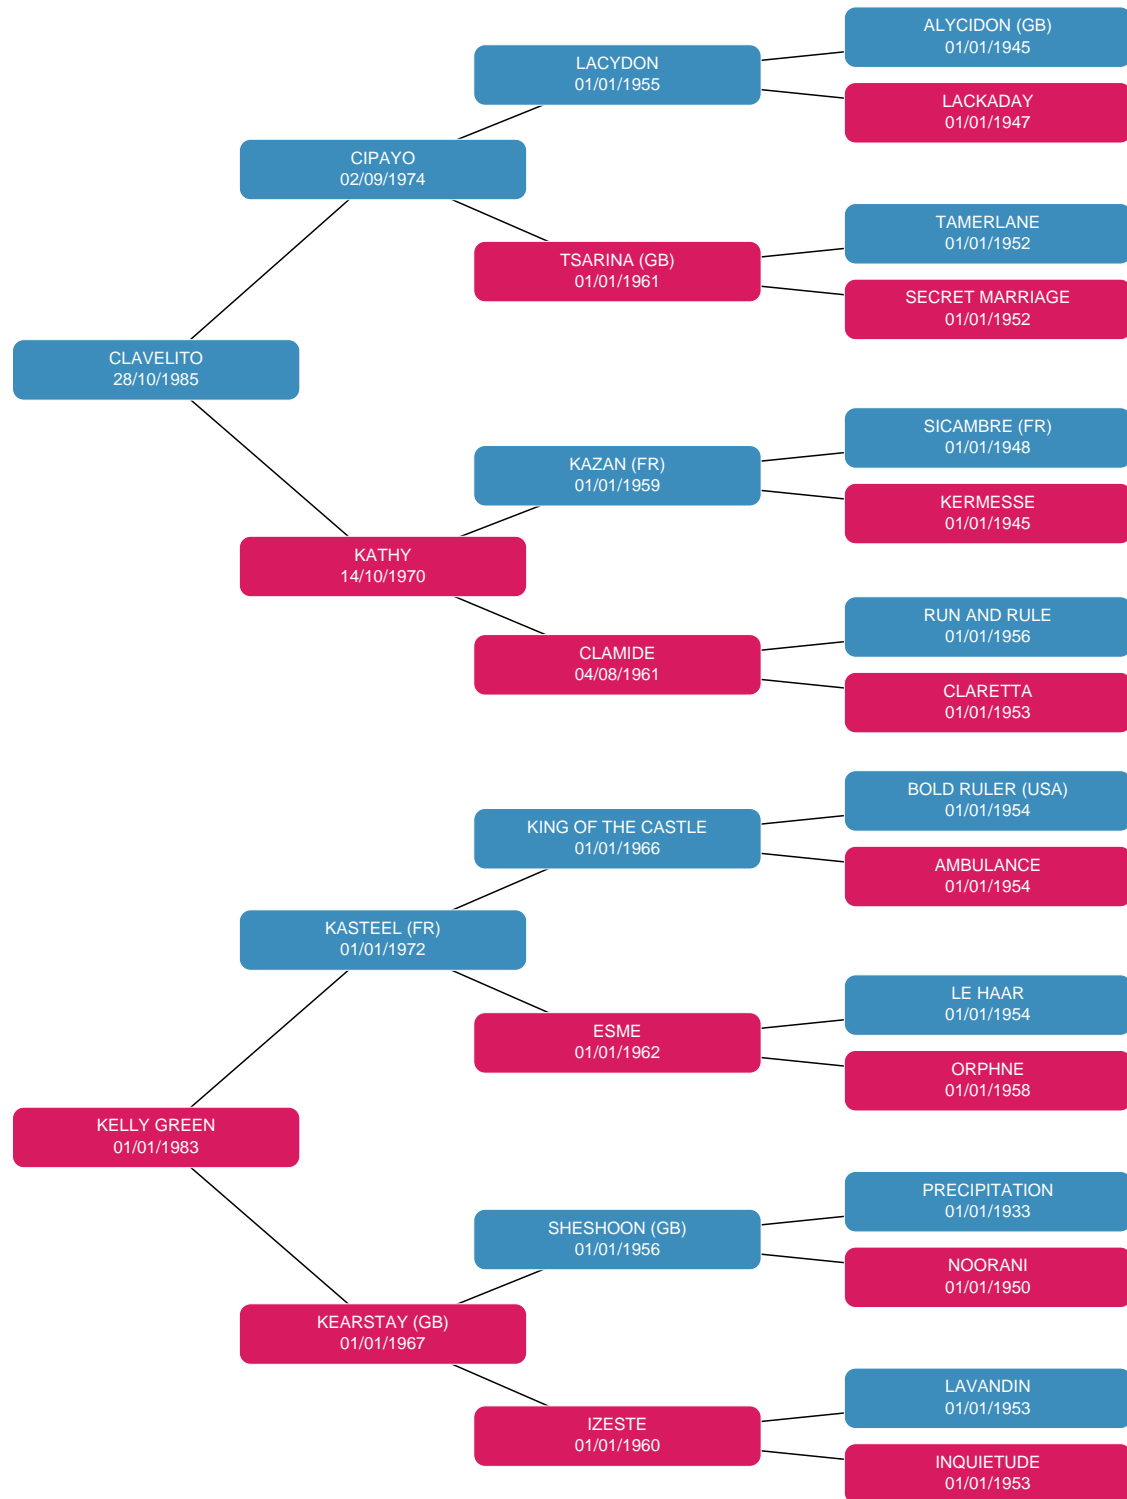 ALYCIDON (GB)
01/01/1945
LACYDON
01/01/1955
LACKADAY
01/01/1947
CIPAYO
02/09/1974
TAMERLANE
01/01/1952
TSARINA (GB)
01/01/1961
SECRET MARRIAGE
01/01/1952
CLAVELITO
28/10/1985
SICAMBRE (FR)
01/01/1948
KAZAN (FR)
01/01/1959
KERMESSE
01/01/1945
KATHY
14/10/1970
RUN AND RULE
01/01/1956
CLAMIDE
04/08/1961
CLARETTA
01/01/1953
BOLD RULER (USA)
01/01/1954
KING OF THE CASTLE
01/01/1966
AMBULANCE
01/01/1954
KASTEEL (FR)
01/01/1972
LE HAAR
01/01/1954
ESME
01/01/1962
ORPHNE
01/01/1958
KELLY GREEN
01/01/1983
PRECIPITATION
01/01/1933
SHESHOON (GB)
01/01/1956
NOORANI
01/01/1950
KEARSTAY (GB)
01/01/1967
LAVANDIN
01/01/1953
IZESTE
01/01/1960
INQUIETUDE
01/01/1953